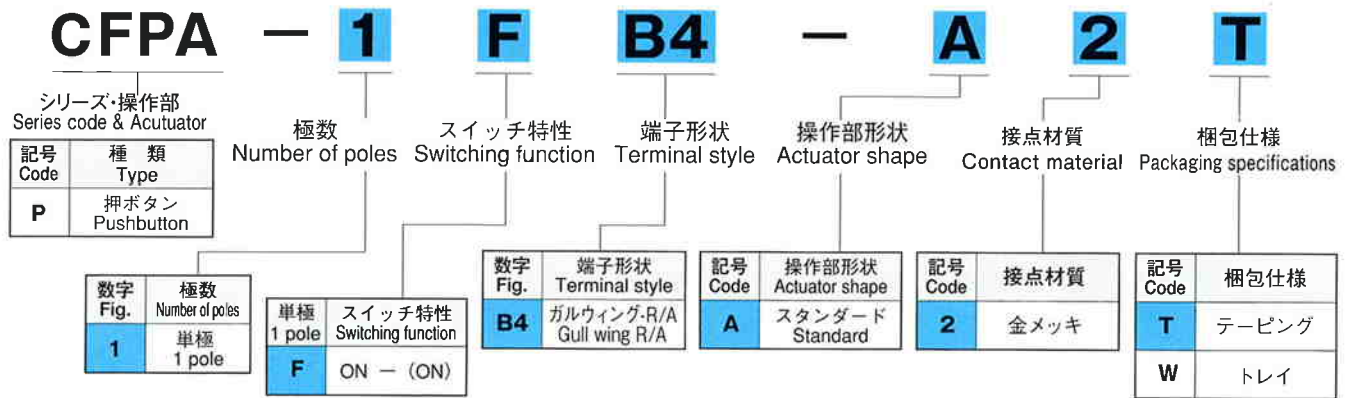 CFPA - 1 F B4 - A 2 T
シリーズ・操作部
Series code & Acutuator
記号
Code
種 類
Type
P
押ボタン
Pushbutton
極数
Number of poles
数字
Fig.
極数
Number of poles
1
単極
1 pole
スイッチ特性
Switching function
単極
1 pole
スイッチ特性
Switching function
F
ON - (ON)
端子形状
Terminal style
数字
Fig.
端子形状
Terminal style
B4
ガルウィング-R/A
Gull wing R/A
操作部形状
Actuator shape
記号
Code
操作部形状
Actuator shape
A
スタンダード
Standard
接点材質
Contact material
記号
Code
接点材質
2
金メッキ
梱包仕様
Packaging specifications
記号
Code
梱包仕様
T
テーピング
W
トレイ